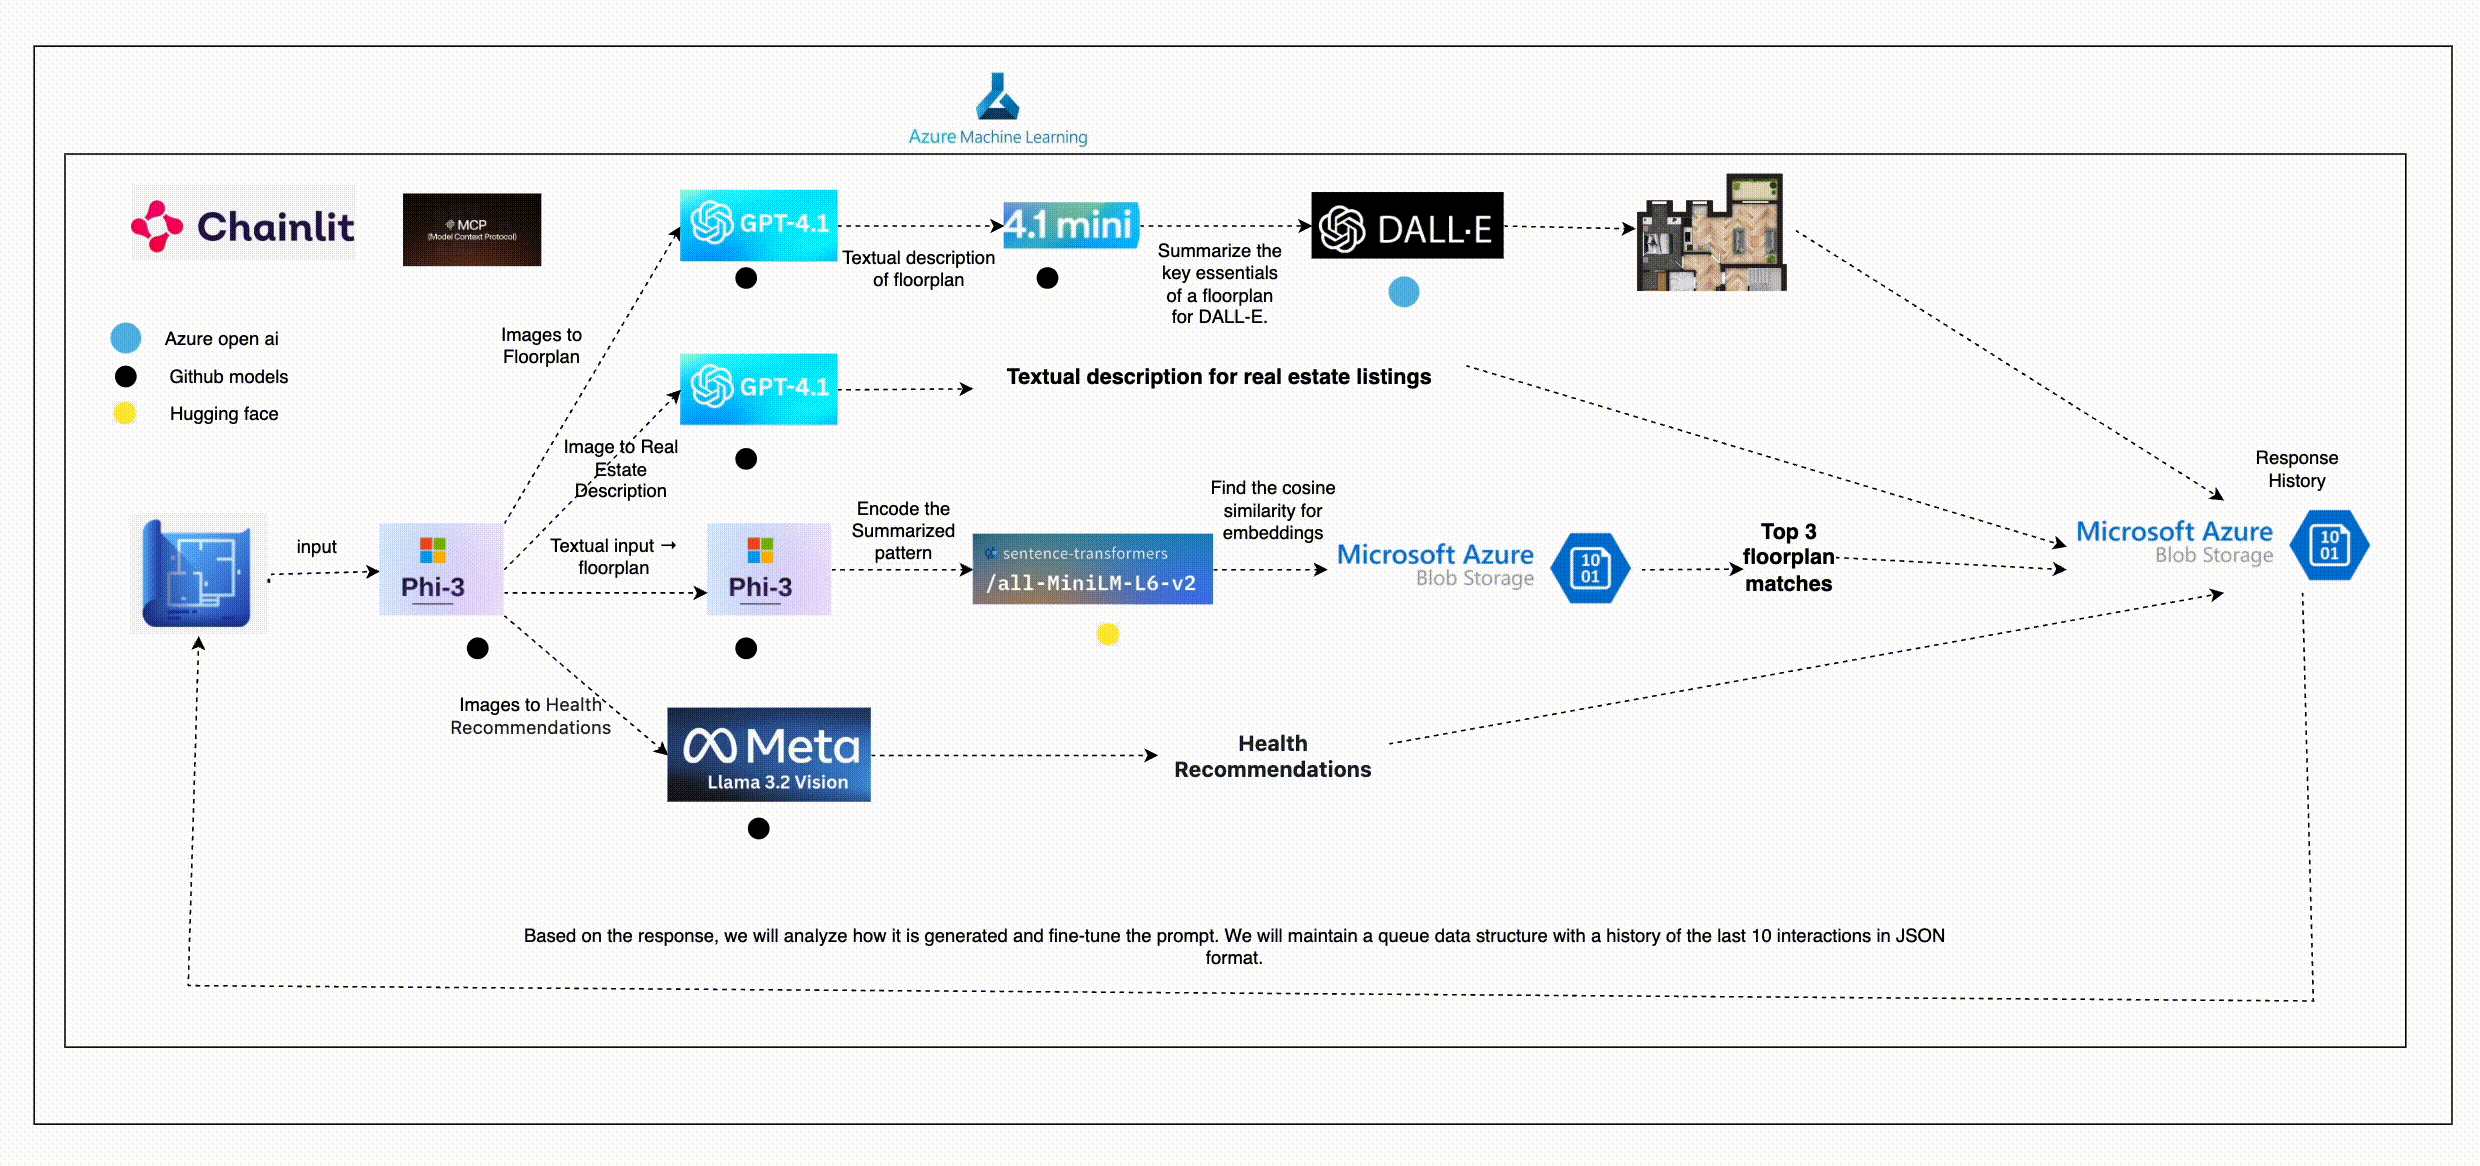 Azure Machine Learning
Chainlit
MCP
(Model Context Protocol)
Azure open ai
Github models
Hugging face
GPT-4.1
Textual description
of floorplan
4.1 mini
Summarize the
key essentials
of a floorplan
for DALL-E.
DALL·E
Images to
Floorplan
GPT-4.1
Textual description for real estate listings
Image to Real
Estate
Description
input
Phi-3
Textual input →
floorplan
Phi-3
Encode the
Summarized
pattern
sentence-transformers
/all-MiniLM-L6-v2
Find the cosine
similarity for
embeddings
Microsoft Azure
Blob Storage
10
01
Top 3
floorplan
matches
Response
History
Microsoft Azure
Blob Storage
10
01
Images to Health
Recommendations
Meta
Llama 3.2 Vision
Health
Recommendations
Based on the response, we will analyze how it is generated and fine-tune the prompt. We will maintain a queue data structure with a history of the last 10 interactions in JSON
format.